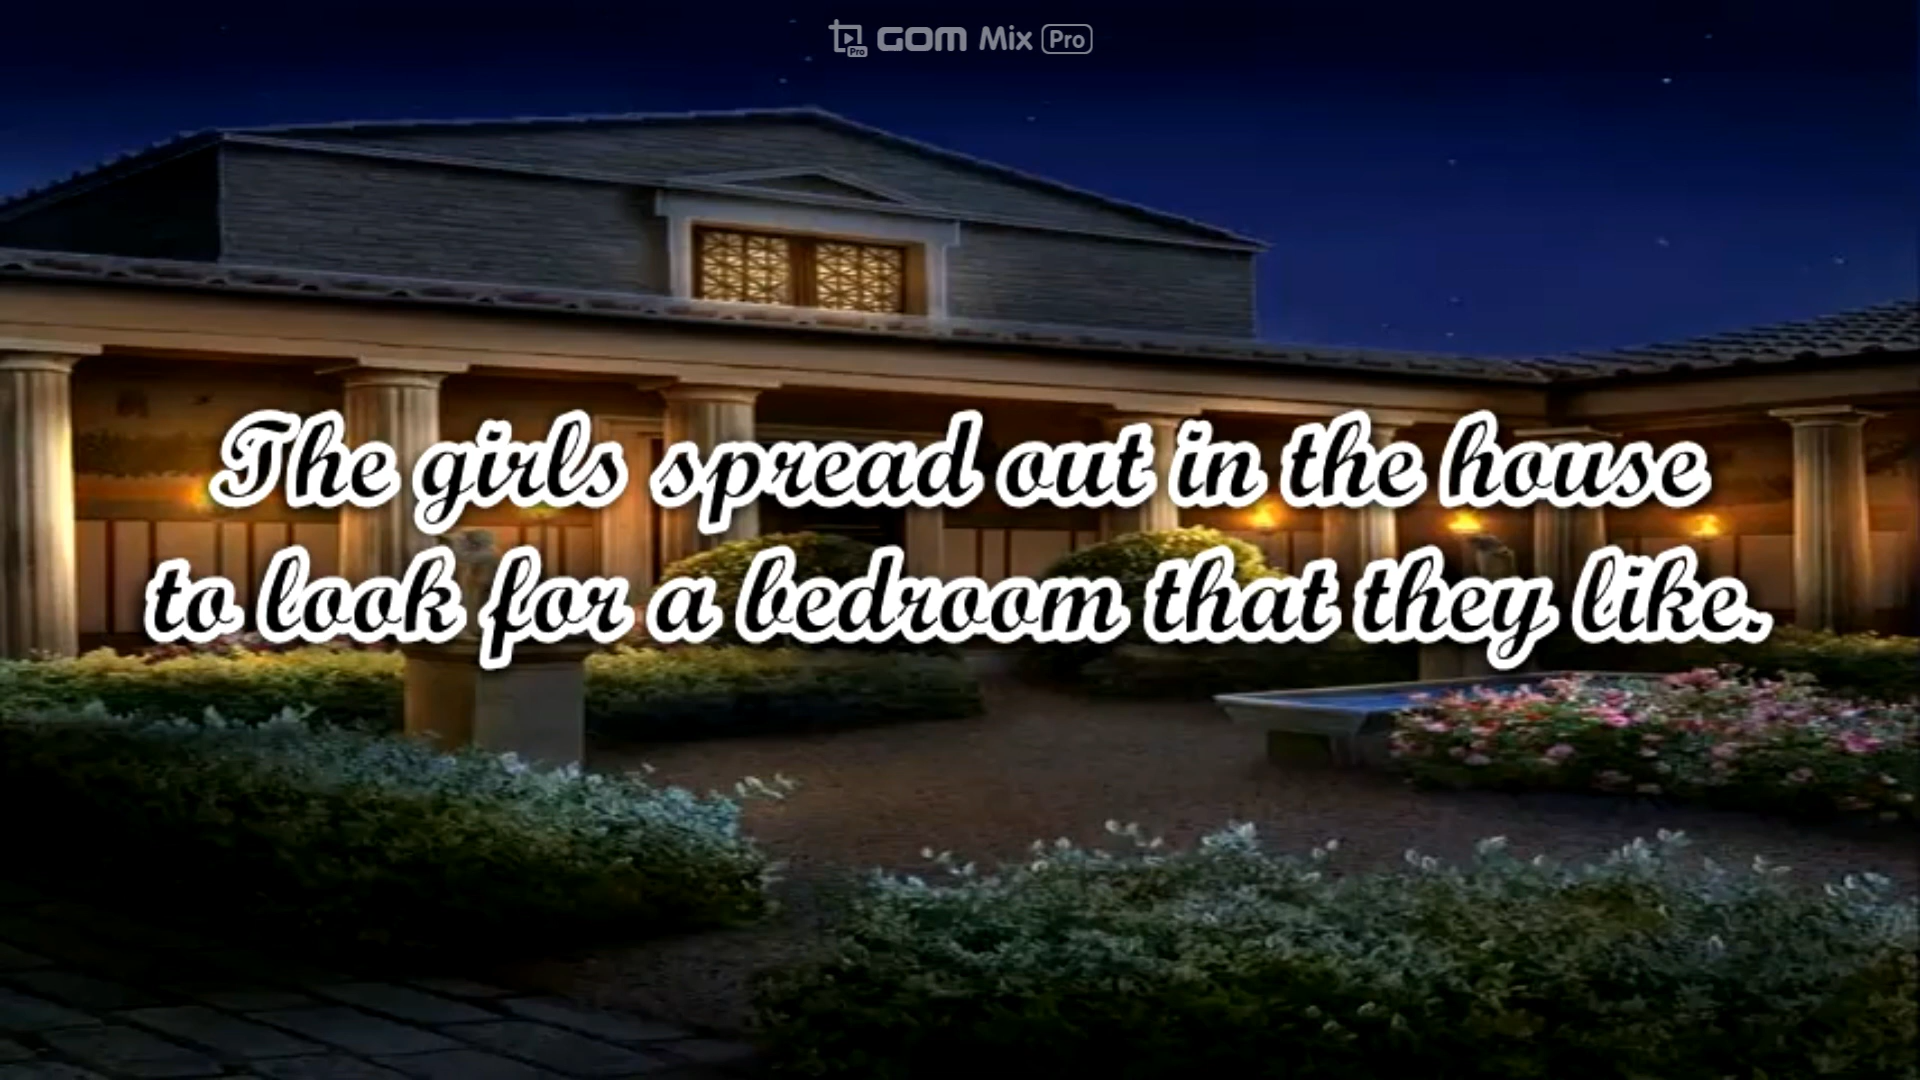 GOM Mix Pro
The girls spread out in the house
to look for a bedroom that they like.